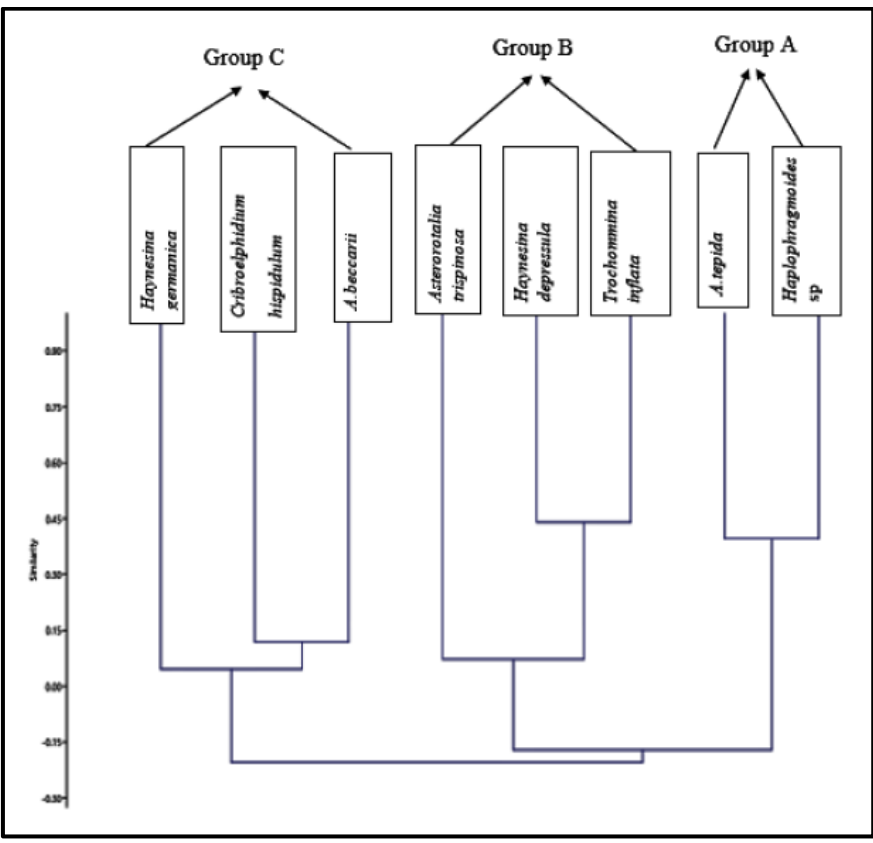 Group C
Group B
Group A
Haynesina
germanica
Cribroelphidium
hispidulum
A.beccarii
Asterorotalia
trispinosa
Haynesina
depressula
Trochommina
inflata
A.tepida
Haplophragmoides
sp
Similarity
0.90
0.75
0.60
0.45
0.30
0.15
0.00
-0.15
-0.30